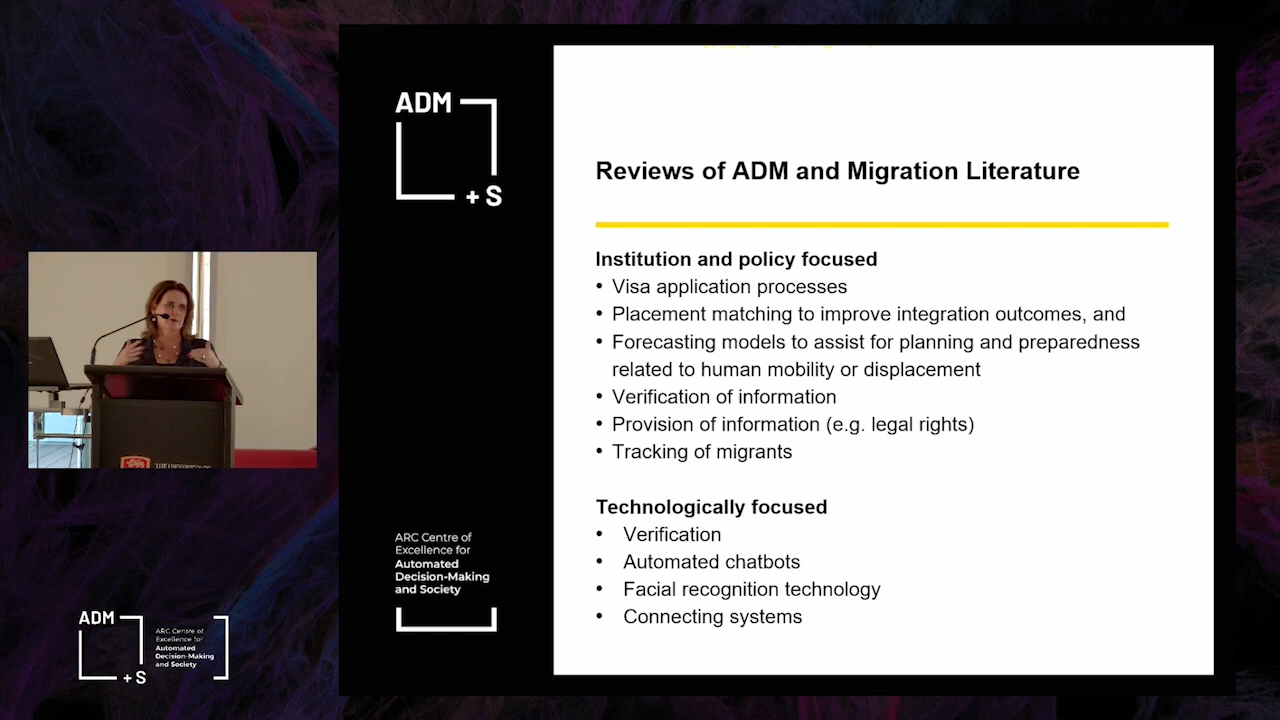 ADM
+ S
Reviews of ADM and Migration Literature
Institution and policy focused
• Visa application processes
• Placement matching to improve integration outcomes, and
• Forecasting models to assist for planning and preparedness
related to human mobility or displacement
• Verification of information
• Provision of information (e.g. legal rights)
• Tracking of migrants
Technologically focused
• Verification
• Automated chatbots
• Facial recognition technology
• Connecting systems
ARC Centre of
Excellence for
Automated
Decision-Making
and Society
THE UNIVERSITY OF
ADM
+ S
ARC Centre of
Excellence for
Automated
Decision-Making
and Society